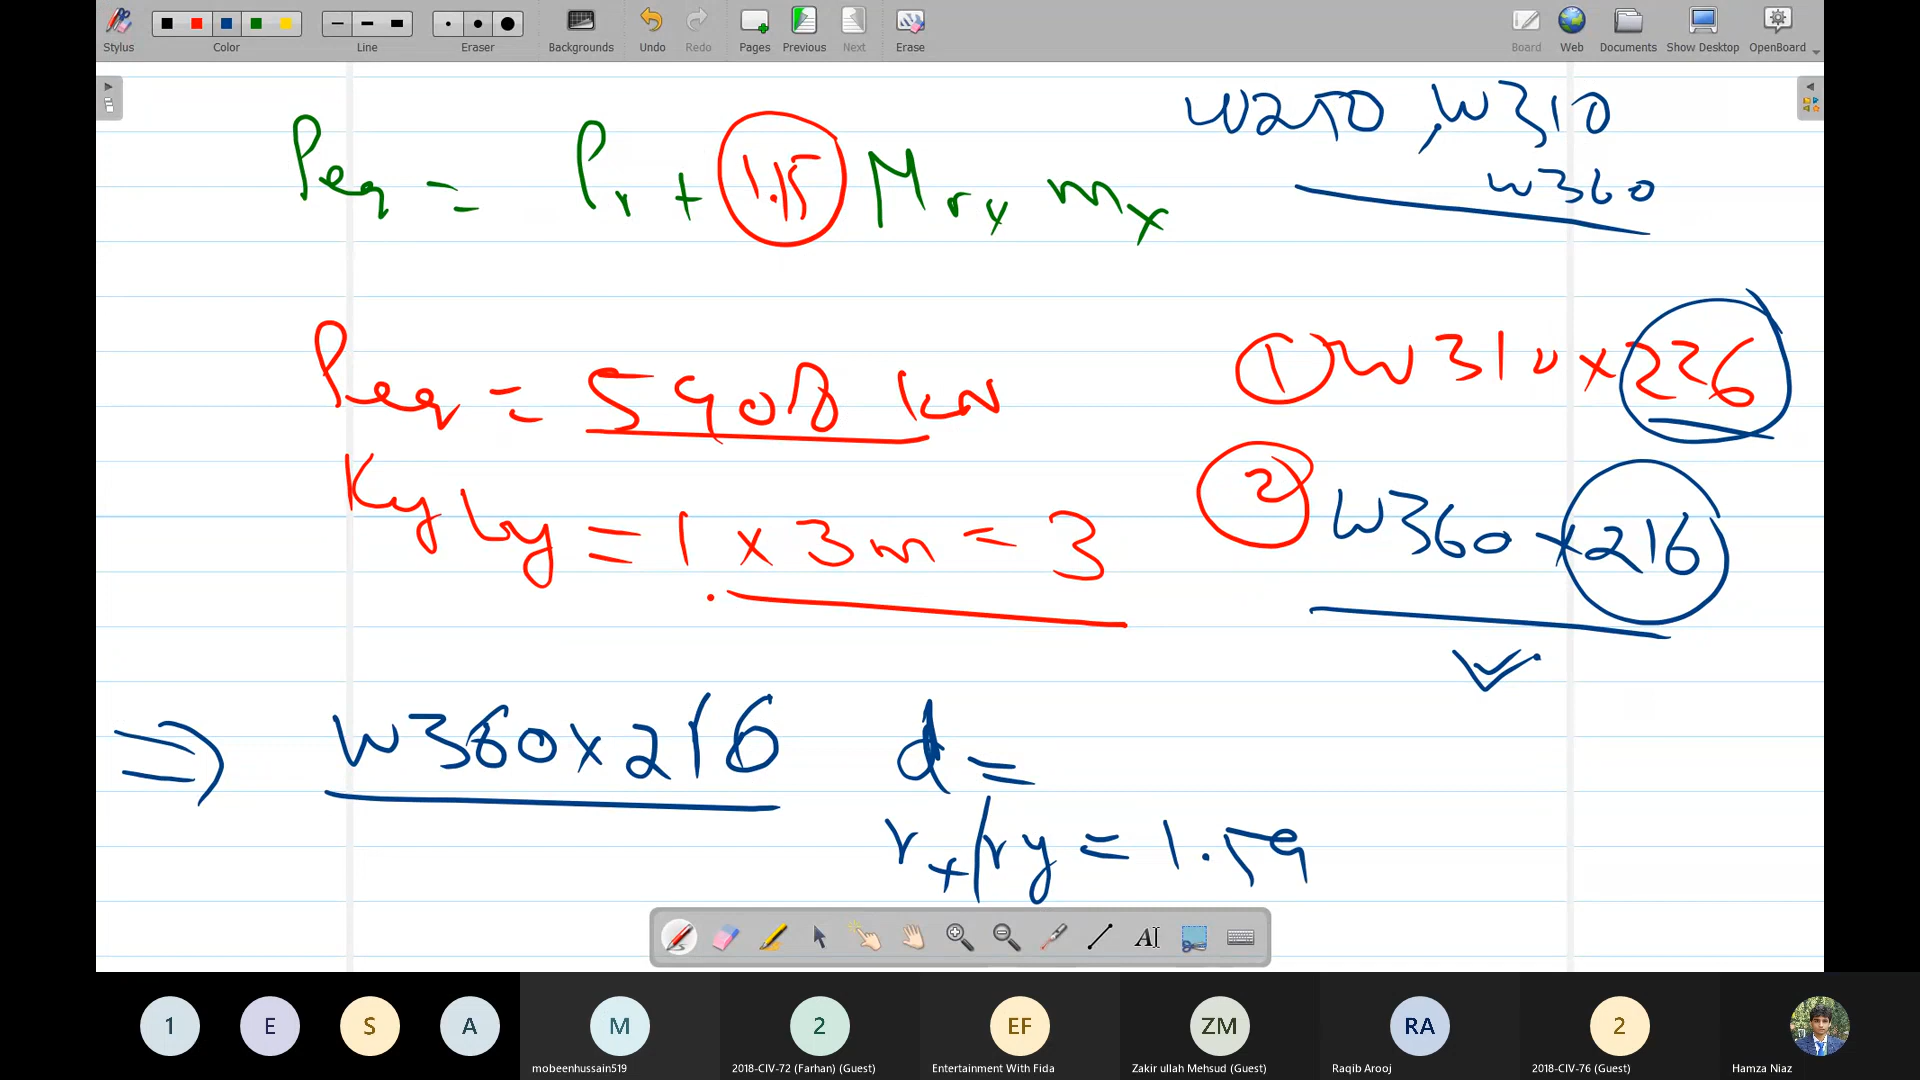 Stylus Color Line Eraser Backgrounds Undo Redo Pages Previous Next Erase Board Web Documents Show Desktop OpenBoard
W250, W310
W360
Peq = Pr + 1.15 Mrx mx
① W310 × 226
Peq = 5908 kN
② W360 × 216
KyLy = 1 × 3m = 3
⇒ W360×216 d =
rx/ry = 1.59
1 E S A M 2 EF ZM RA 2
mobeenhussain519 2018-CIV-72 (Farhan) (Guest) Entertainment With Fida Zakir ullah Mehsud (Guest) Raqib Arooj 2018-CIV-76 (Guest) Hamza Niaz